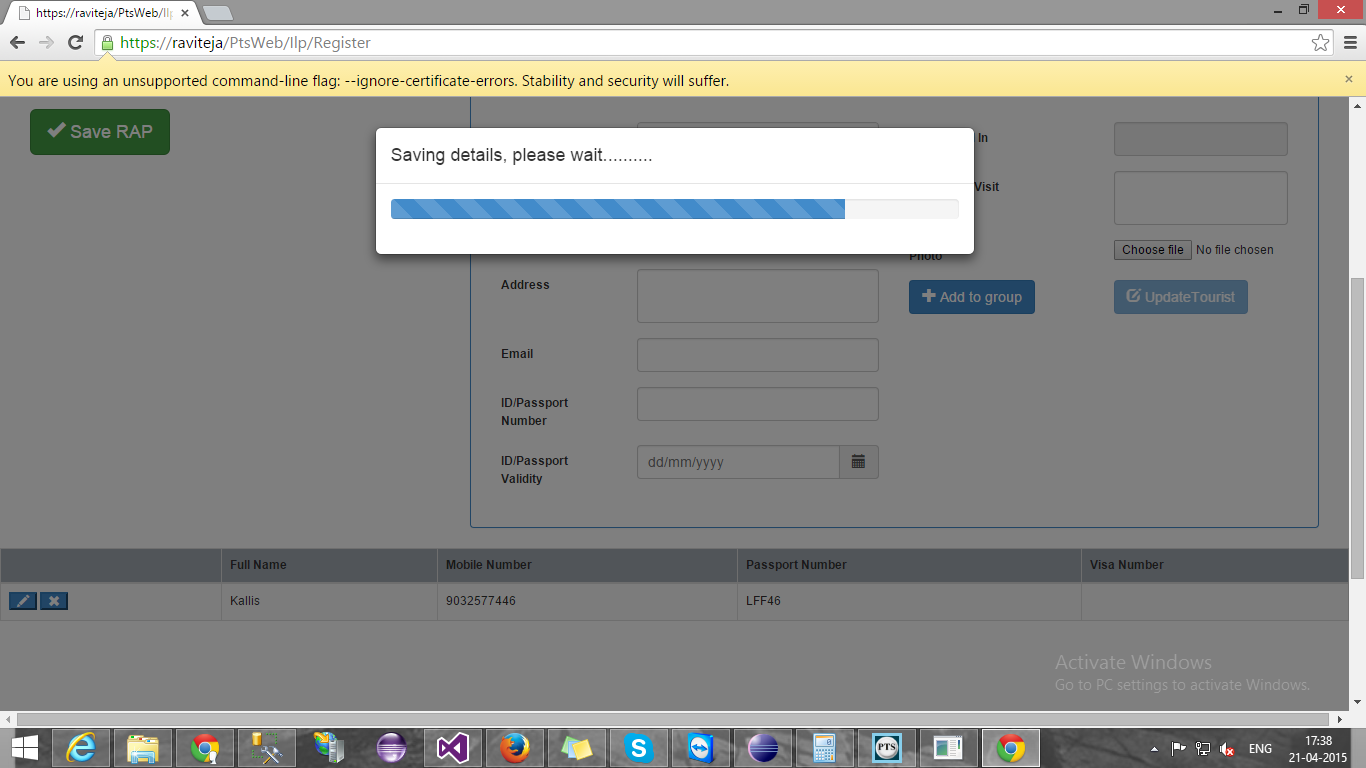 https://raviteja/PtsWeb/Ilp
https://raviteja/PtsWeb/Ilp/Register
You are using an unsupported command-line flag: --ignore-certificate-errors. Stability and security will suffer.
Save RAP
Saving details, please wait..........
In
Visit
Choose file No file chosen
Photo
Address
Add to group
UpdateTourist
Email
ID/Passport
Number
ID/Passport
Validity
dd/mm/yyyy
Full Name Mobile Number Passport Number Visa Number
Kallis 9032577446 LFF46
Activate Windows
Go to PC settings to activate Windows.
PTS
ENG
17:38
21-04-2015